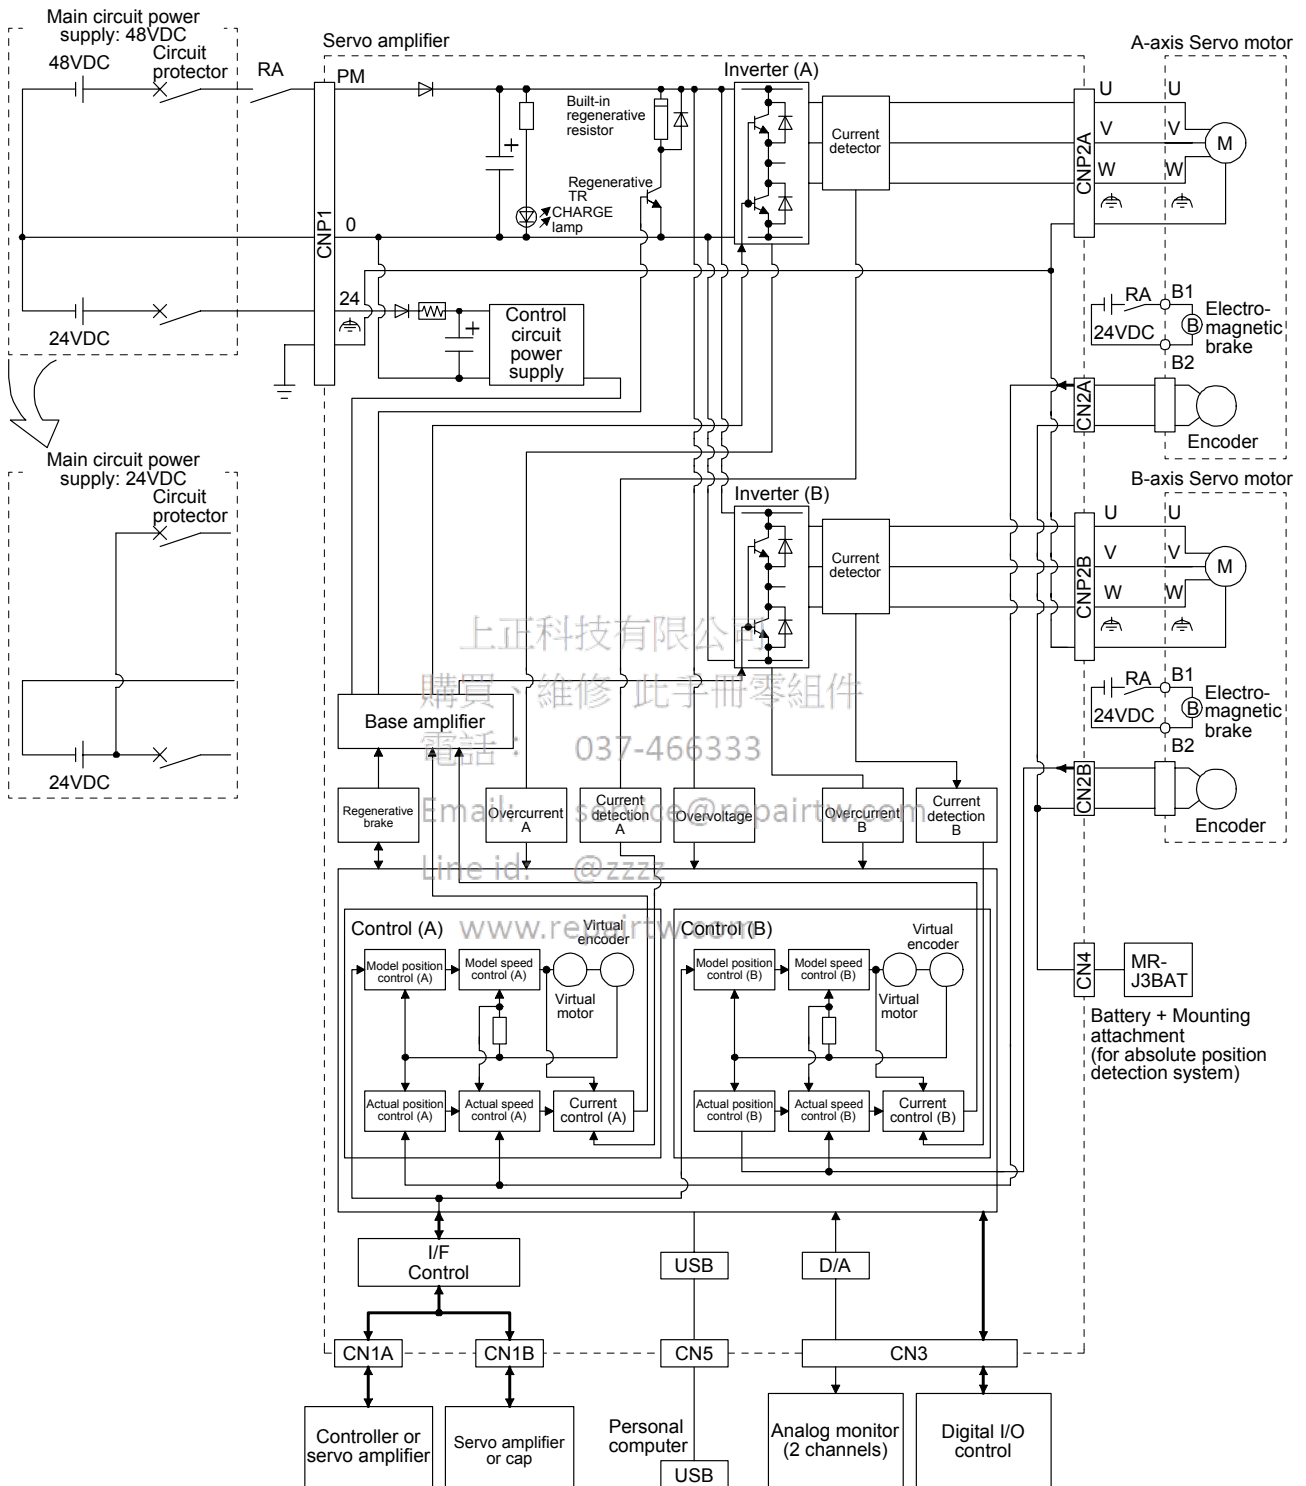 Main circuit power
supply: 48VDC
48VDC
Circuit
protector
RA
24VDC
Main circuit power
supply: 24VDC
Circuit
protector
24VDC
Servo amplifier
CNP1
PM
0
24
Built-in
regenerative
resistor
Regenerative
TR
CHARGE
lamp
+
+
Control
circuit
power
supply
Inverter (A)
Current
detector
CNP2A
U
V
W
A-axis Servo motor
U
V
W
M
RA
24VDC
B1
B
B2
Electro-
magnetic
brake
CN2A
Encoder
Inverter (B)
Current
detector
CNP2B
U
V
W
B-axis Servo motor
U
V
W
M
RA
24VDC
B1
B
B2
Electro-
magnetic
brake
CN2B
Encoder
上正科技有限公司
購買、維修 此手冊零組件
電話： 037-466333
Email: service@repairtw.com
Line id: @zzzz
www.repairtw.com
Base amplifier
Regenerative
brake
Overcurrent
A
Current
detection
A
Overvoltage
Overcurrent
B
Current
detection
B
Control (A)
Virtual
encoder
Model position
control (A)
Model speed
control (A)
Virtual
motor
Actual position
control (A)
Actual speed
control (A)
Current
control (A)
Control (B)
Virtual
encoder
Model position
control (B)
Model speed
control (B)
Virtual
motor
Actual position
control (B)
Actual speed
control (B)
Current
control (B)
CN4
MR-
J3BAT
Battery + Mounting
attachment
(for absolute position
detection system)
I/F
Control
USB
D/A
CN1A
CN1B
CN5
CN3
Controller or
servo amplifier
Servo amplifier
or cap
Personal
computer
USB
Analog monitor
(2 channels)
Digital I/O
control